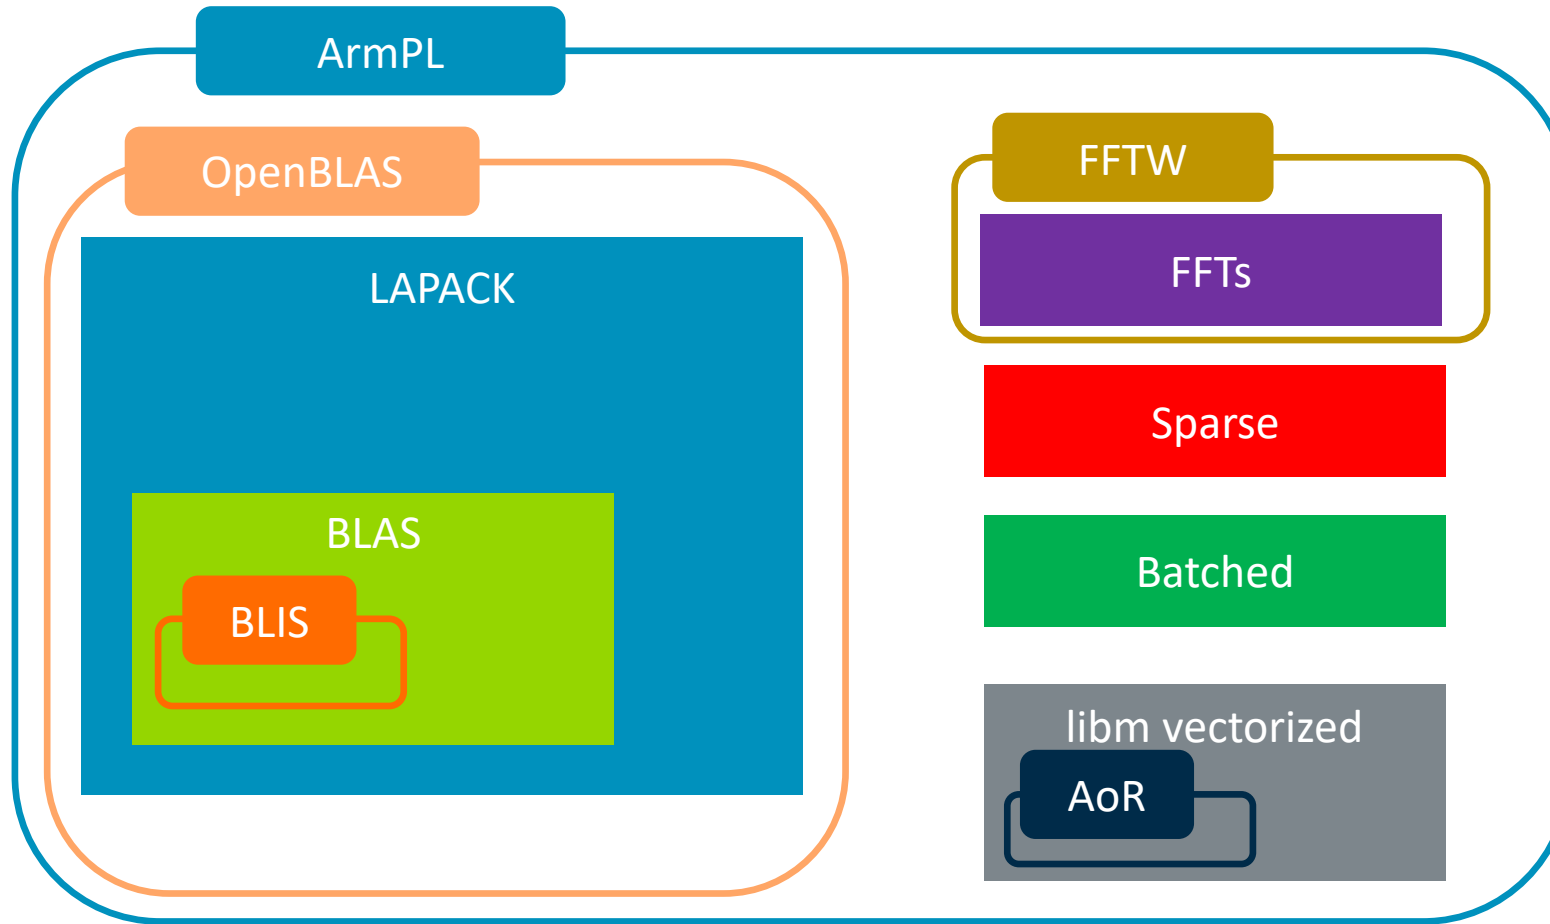 ArmPL
OpenBLAS
LAPACK
BLAS
BLIS
FFTW
FFTs
Sparse
Batched
libm vectorized
AoR